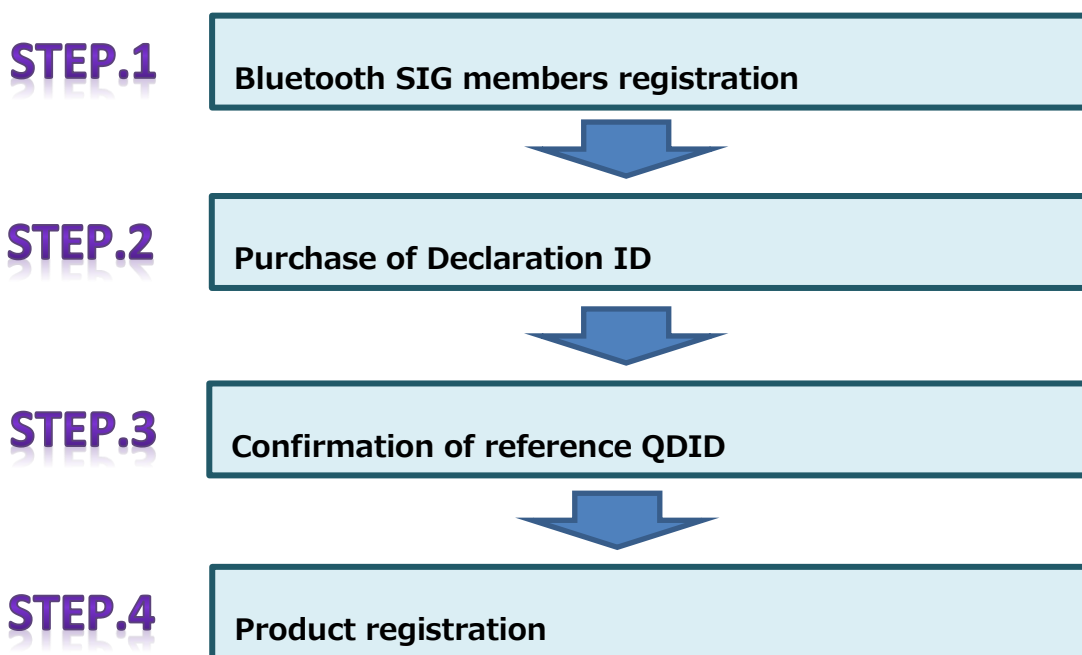 STEP.1
Bluetooth SIG members registration
STEP.2
Purchase of Declaration ID
STEP.3
Confirmation of reference QDID
STEP.4
Product registration